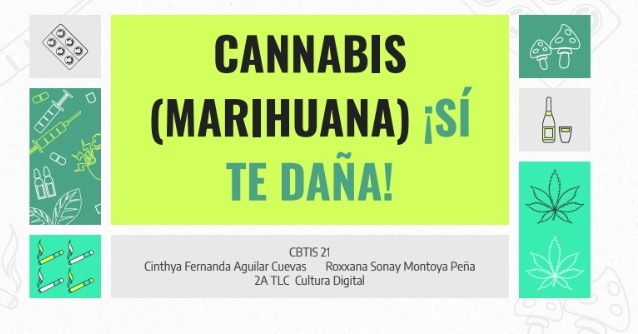 CANNABIS
(MARIHUANA) ¡SÍ
TE DAÑA!
CBTIS 21
Cinthya Fernanda Aguilar Cuevas Roxxana Sonay Montoya Peña
2A TLC Cultura Digital